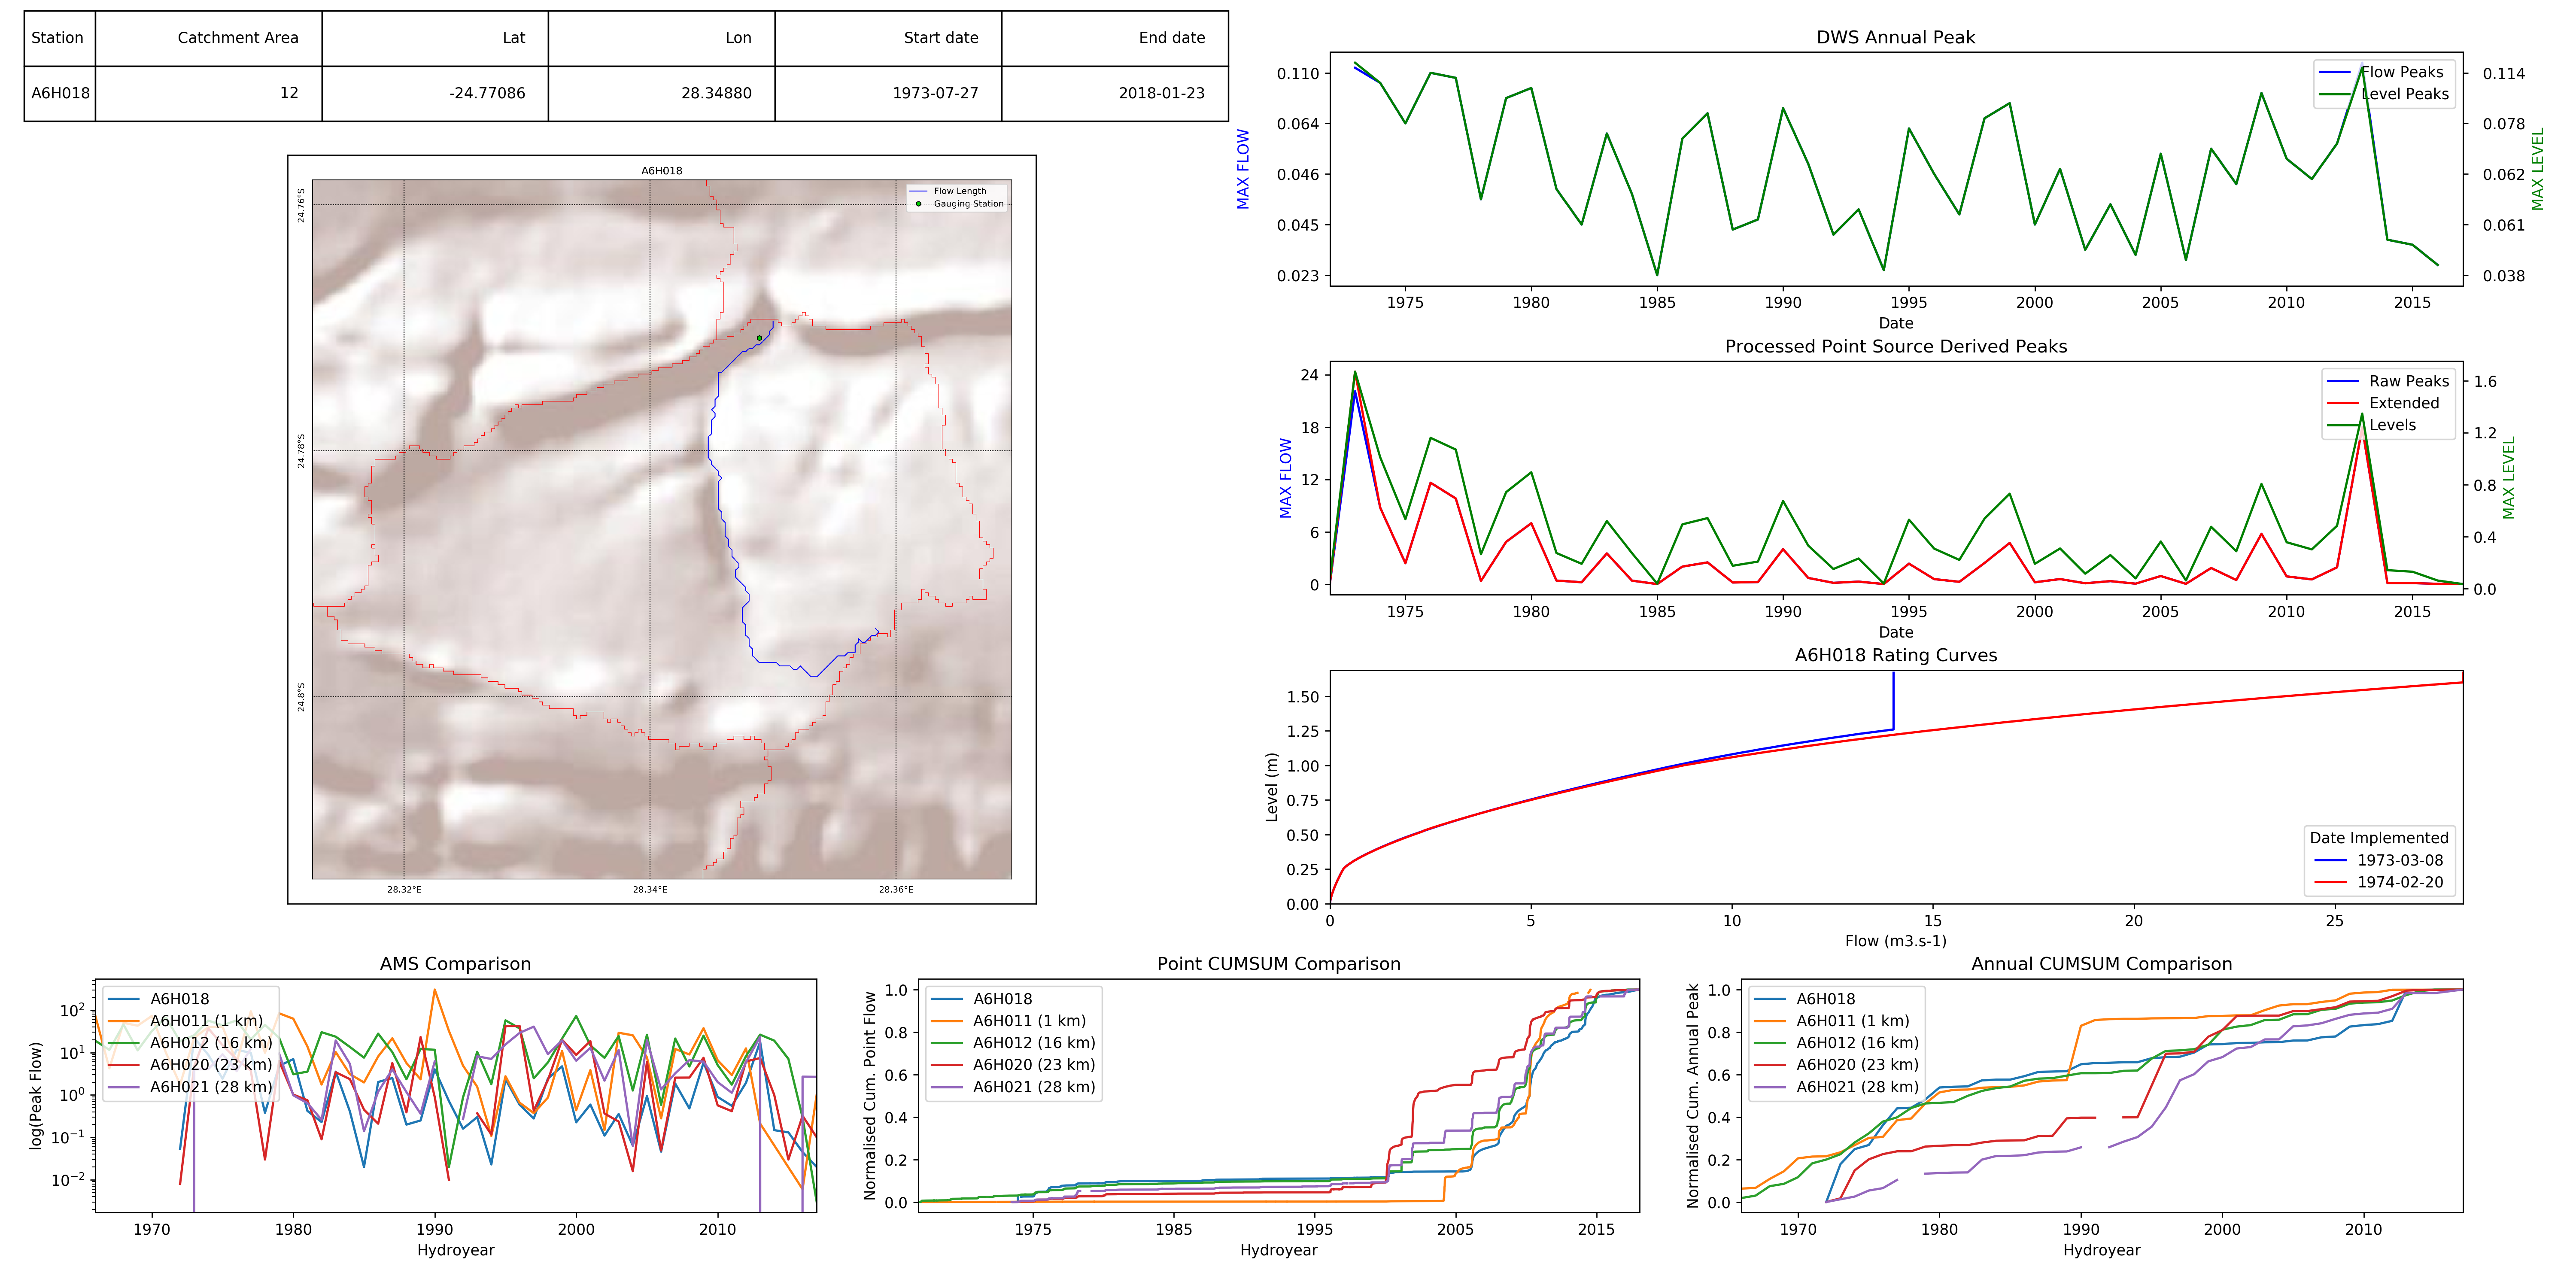 Station Catchment Area Lat Lon Start date End date
A6H018 12 -24.77086 28.34880 1973-07-27 2018-01-23
A6H018
Flow Length
Gauging Station
24.76°S
24.78°S
24.8°S
28.32°E 28.34°E 28.36°E
DWS Annual Peak
Flow Peaks
Level Peaks
MAX FLOW
0.110
0.064
0.046
0.045
0.023
0.114
0.078
0.062
0.061
0.038
MAX LEVEL
1975 1980 1985 1990 1995 2000 2005 2010 2015
Date
Processed Point Source Derived Peaks
Raw Peaks
Extended
Levels
MAX FLOW
24
18
12
6
0
1.6
1.2
0.8
0.4
0.0
MAX LEVEL
1975 1980 1985 1990 1995 2000 2005 2010 2015
Date
A6H018 Rating Curves
Level (m)
1.50
1.25
1.00
0.75
0.50
0.25
0.00
Date Implemented
1973-03-08
1974-02-20
0 5 10 15 20 25
Flow (m3.s-1)
AMS Comparison
A6H018
A6H011 (1 km)
A6H012 (16 km)
A6H020 (23 km)
A6H021 (28 km)
log(Peak Flow)
10²
10¹
10⁰
10⁻¹
10⁻²
1970 1980 1990 2000 2010
Hydroyear
Point CUMSUM Comparison
A6H018
A6H011 (1 km)
A6H012 (16 km)
A6H020 (23 km)
A6H021 (28 km)
Normalised Cum. Point Flow
1.0
0.8
0.6
0.4
0.2
0.0
1975 1985 1995 2005 2015
Hydroyear
Annual CUMSUM Comparison
A6H018
A6H011 (1 km)
A6H012 (16 km)
A6H020 (23 km)
A6H021 (28 km)
Normalised Cum. Annual Peak
1.0
0.8
0.6
0.4
0.2
0.0
1970 1980 1990 2000 2010
Hydroyear